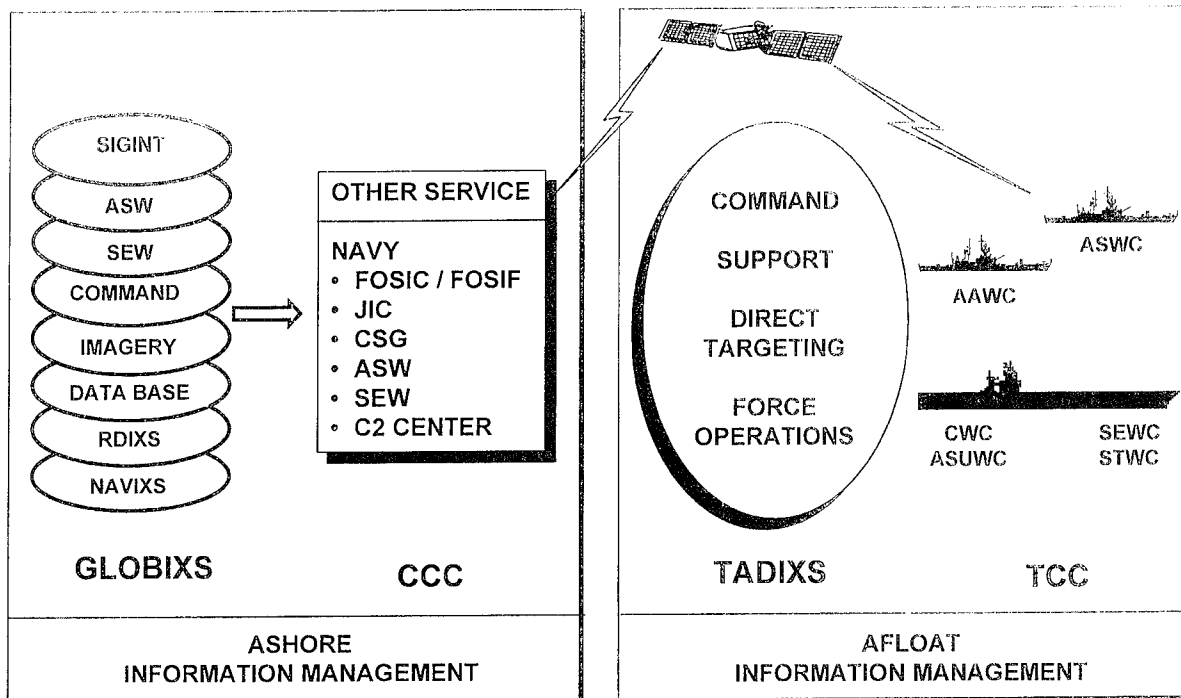 SIGINT
ASW
SEW
COMMAND
IMAGERY
DATA BASE
RDIXS
NAVIXS
GLOBIXS
OTHER SERVICE
NAVY
• FOSIC / FOSIF
• JIC
• CSG
• ASW
• SEW
• C2 CENTER
CCC
ASHORE
INFORMATION MANAGEMENT
COMMAND
SUPPORT
DIRECT
TARGETING
FORCE
OPERATIONS
TADIXS
ASWC
AAWC
CWC SEWC
ASUWC STWC
TCC
AFLOAT
INFORMATION MANAGEMENT